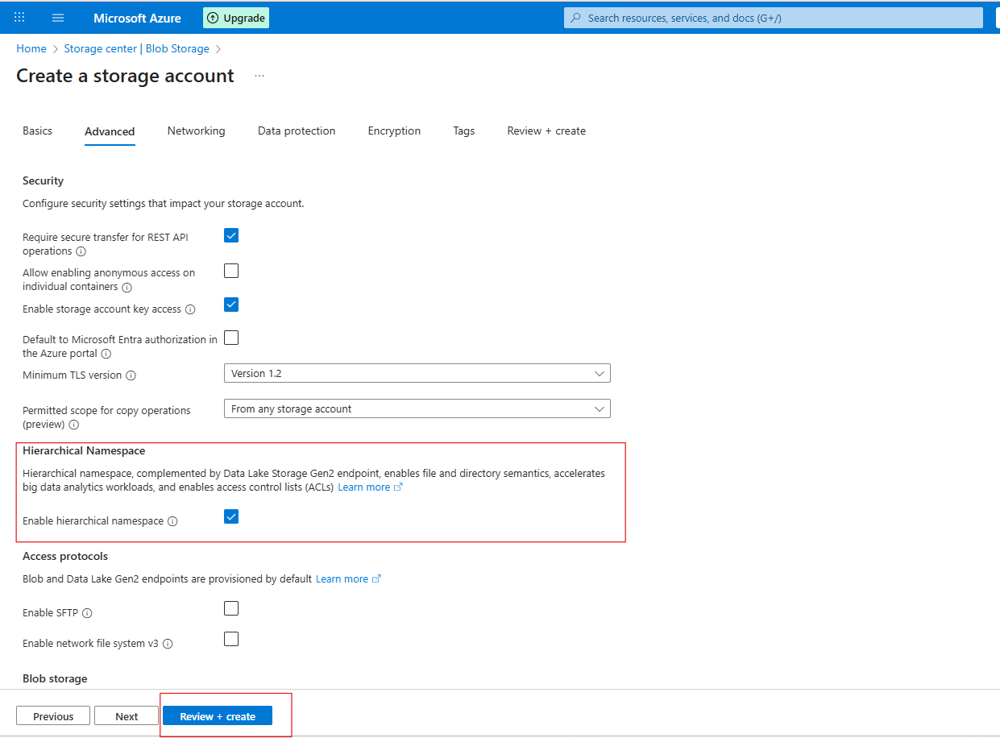 Microsoft Azure
Upgrade
Search resources, services, and docs (G+/)
Home > Storage center | Blob Storage >
Create a storage account ...
Basics Advanced Networking Data protection Encryption Tags Review + create
Security
Configure security settings that impact your storage account.
Require secure transfer for REST API
operations
Allow enabling anonymous access on
individual containers
Enable storage account key access
Default to Microsoft Entra authorization in
the Azure portal
Minimum TLS version
Version 1.2
Permitted scope for copy operations
(preview)
From any storage account
Hierarchical Namespace
Hierarchical namespace, complemented by Data Lake Storage Gen2 endpoint, enables file and directory semantics, accelerates
big data analytics workloads, and enables access control lists (ACLs) Learn more
Enable hierarchical namespace
Access protocols
Blob and Data Lake Gen2 endpoints are provisioned by default Learn more
Enable SFTP
Enable network file system v3
Blob storage
Previous Next Review + create